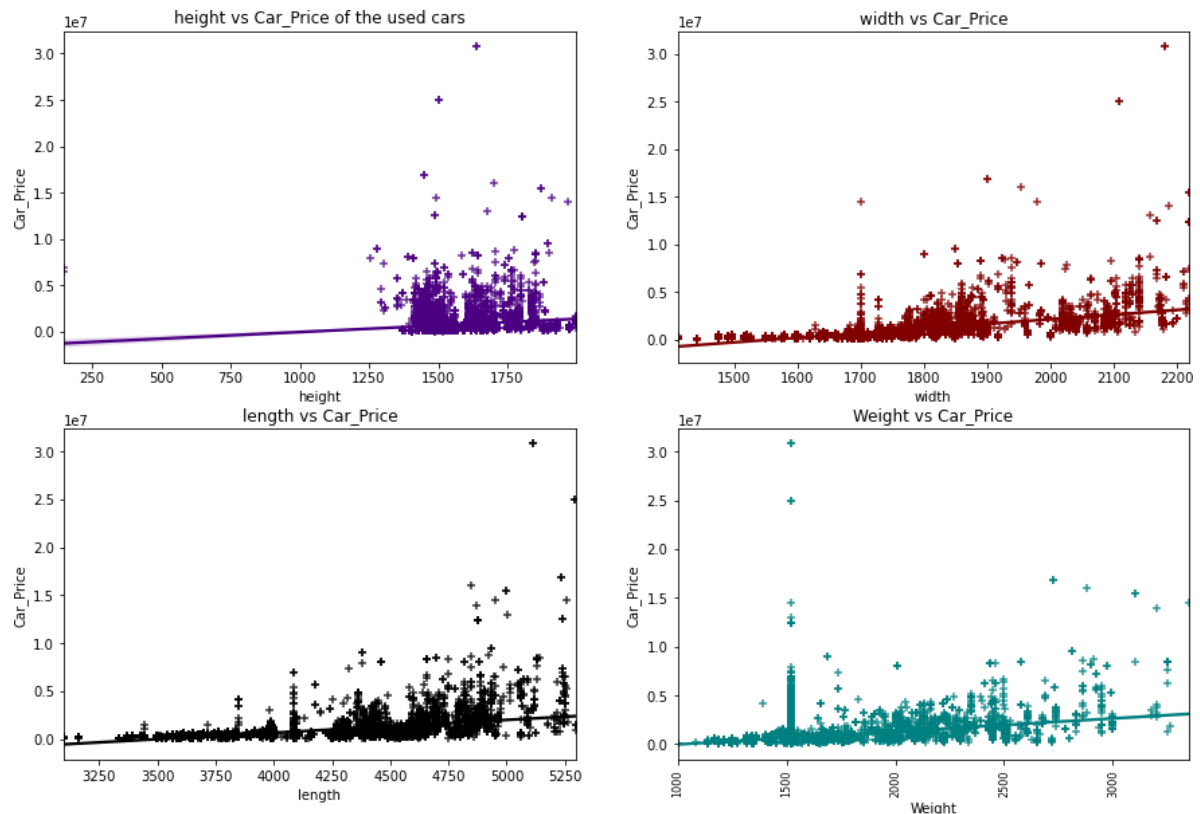 height vs Car_Price of the used cars
1e7
3.0
2.5
2.0
1.5
1.0
0.5
0.0
Car_Price
250 500 750 1000 1250 1500 1750
height
width vs Car_Price
1e7
3.0
2.5
2.0
1.5
1.0
0.5
0.0
Car_Price
1500 1600 1700 1800 1900 2000 2100 2200
width
length vs Car_Price
1e7
3.0
2.5
2.0
1.5
1.0
0.5
0.0
Car_Price
3250 3500 3750 4000 4250 4500 4750 5000 5250
length
Weight vs Car_Price
1e7
3.0
2.5
2.0
1.5
1.0
0.5
0.0
Car_Price
1000 1500 2000 2500 3000
Weight